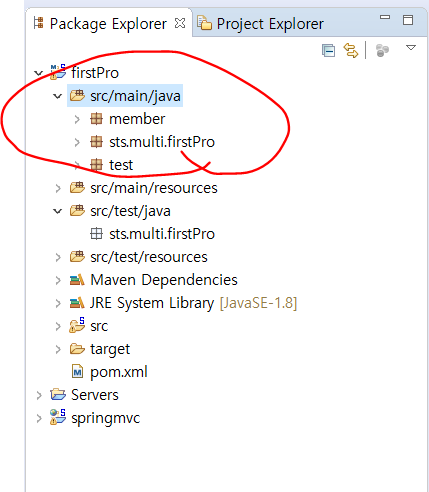 Package Explorer Project Explorer
firstPro
src/main/java
member
sts.multi.firstPro
test
src/main/resources
src/test/java
sts.multi.firstPro
src/test/resources
Maven Dependencies
JRE System Library [JavaSE-1.8]
src
target
pom.xml
Servers
springmvc